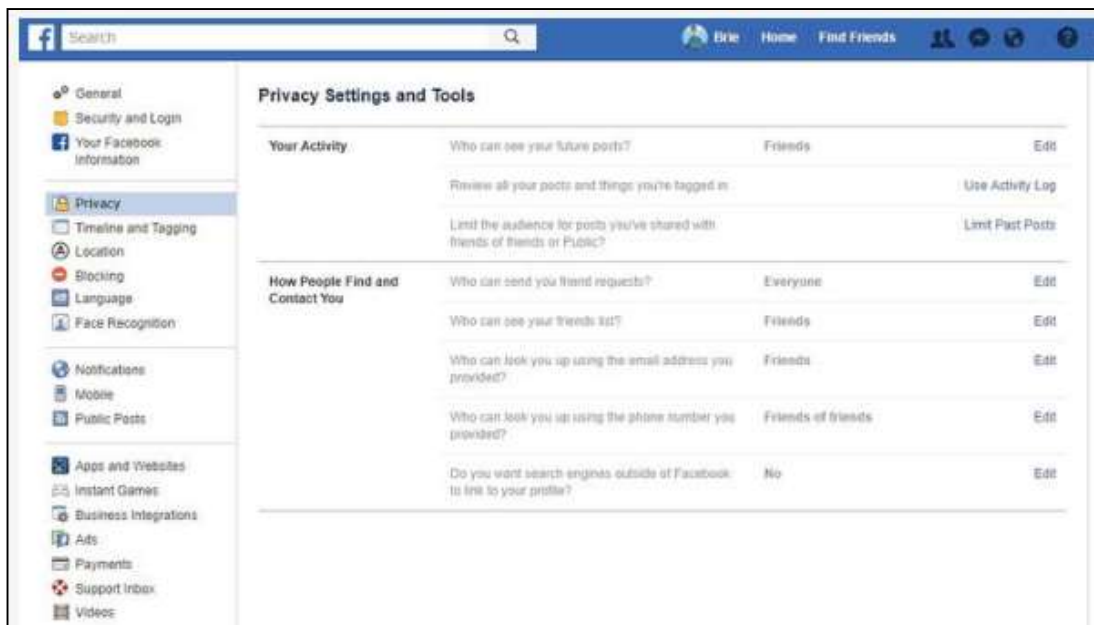 f Search
Brie Home Find Friends
General
Security and Login
Your Facebook
Information
Privacy
Timeline and Tagging
Location
Blocking
Language
Face Recognition
Notifications
Mobile
Public Posts
Apps and Websites
Instant Games
Business Integrations
Ads
Payments
Support Inbox
Videos
Privacy Settings and Tools
Your Activity
Who can see your future posts? Friends Edit
Review all your posts and things you're tagged in Use Activity Log
Limit the audience for posts you've shared with
friends of friends or Public?
Limit Past Posts
How People Find and
Contact You
Who can send you friend requests? Everyone Edit
Who can see your friends list? Friends Edit
Who can look you up using the email address you
provided?
Friends Edit
Who can look you up using the phone number you
provided?
Friends of friends Edit
Do you want search engines outside of Facebook
to link to your profile?
No Edit